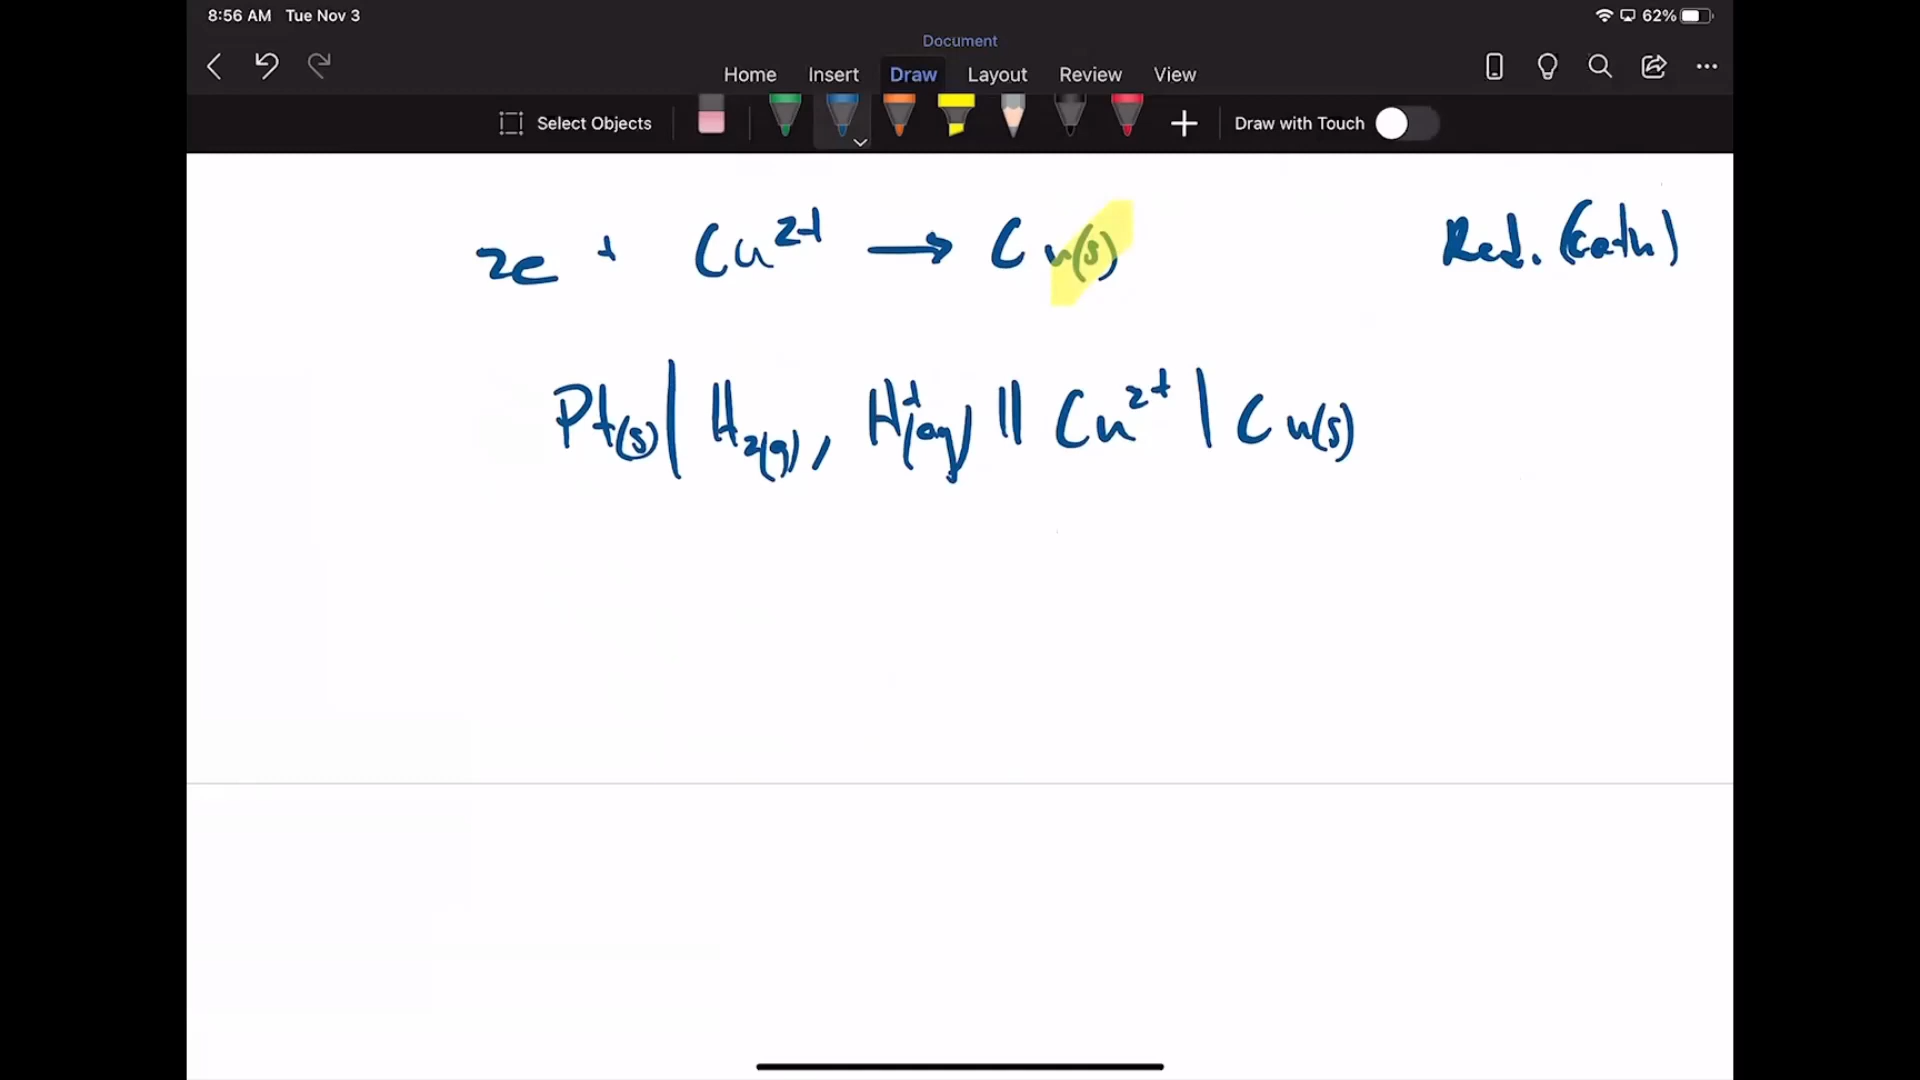 8:56 AM Tue Nov 3
62%
Document
Home Insert Draw Layout Review View
Select Objects
Draw with Touch
2e + Cu²⁺ → Cu(s) Red. (Cath)
Pt(s) | H₂(g), H⁺(aq) || Cu²⁺ | Cu(s)